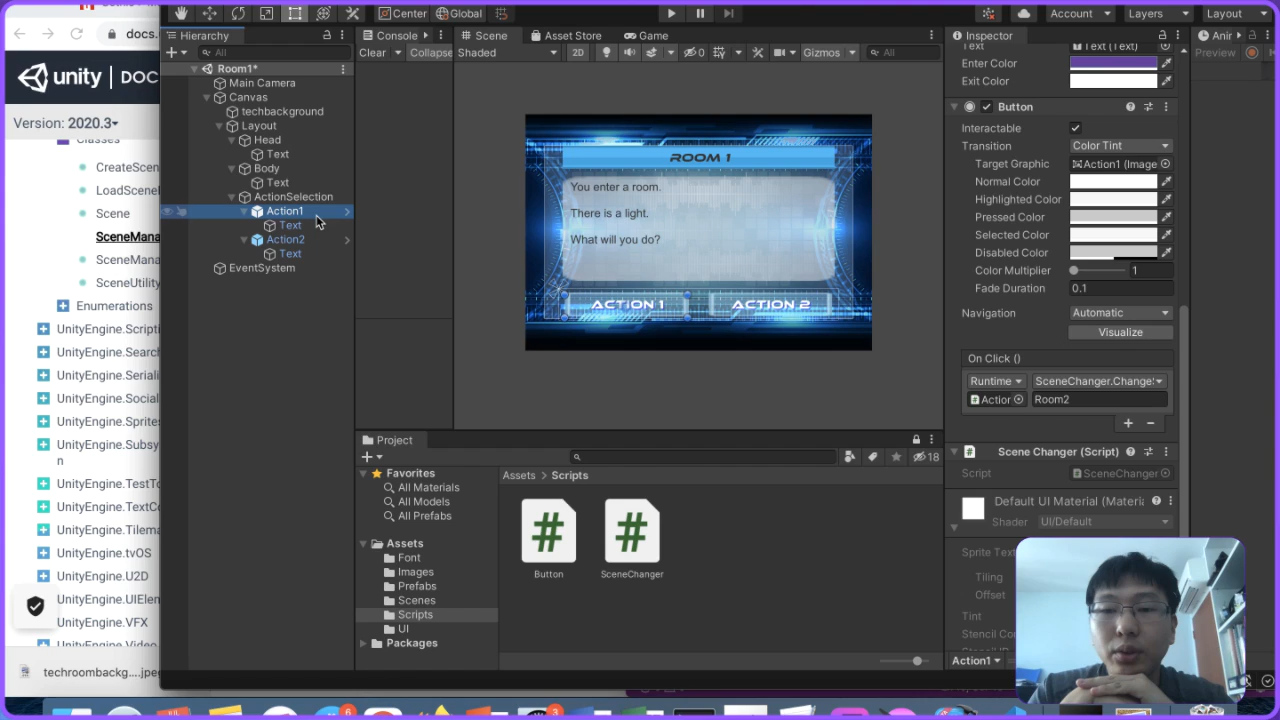 docs.
unity | DOC
Version: 2020.3
Classes
CreateScen
LoadScene
Scene
SceneMana
SceneMana
SceneUtility
Enumerations
UnityEngine.Scripti
UnityEngine.Search
UnityEngine.Seriali
UnityEngine.Social
UnityEngine.Sprites
UnityEngine.Subsy
n
UnityEngine.TestTo
UnityEngine.TextCo
UnityEngine.Tilema
UnityEngine.tvOS
UnityEngine.U2D
UnityEngine.UIElen
UnityEngine.VFX
UnityEngine.Video
techroombackg....jpeg
Center
Global
Account
Layers
Layout
Hierarchy
All
Room1*
Main Camera
Canvas
techbackground
Layout
Head
Text
Body
Text
ActionSelection
Action1
Text
Action2
Text
EventSystem
Console
Clear
Collapse
Scene
Asset Store
Game
Shaded
2D
0
Gizmos
All
ROOM 1
You enter a room.
There is a light.
What will you do?
ACTION 1
ACTION 2
Project
18
Favorites
All Materials
All Models
All Prefabs
Assets
Font
Images
Prefabs
Scenes
Scripts
UI
Packages
Assets > Scripts
Button
SceneChanger
Inspector
Text
Text (Text)
Enter Color
Exit Color
Button
Interactable
Transition
Color Tint
Target Graphic
Action1 (Image
Normal Color
Highlighted Color
Pressed Color
Selected Color
Disabled Color
Color Multiplier
1
Fade Duration
0.1
Navigation
Automatic
Visualize
On Click ()
Runtime
SceneChanger.Change
Action
Room2
Scene Changer (Script)
Script
SceneChanger
Default UI Material (Materia
Shader
UI/Default
Sprite Text
Tiling
Offset
Tint
Stencil Co
Action1
Preview
6
3